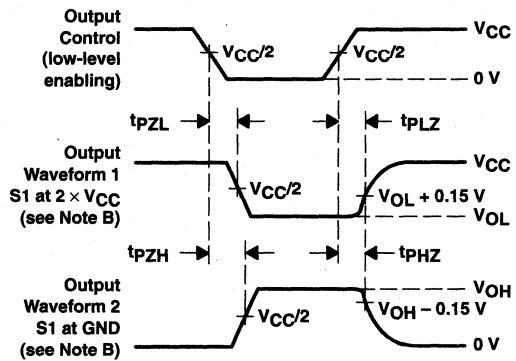 Output
Control
(low-level
enabling)
VCC/2
VCC/2
VCC
0 V
tPZL
tPLZ
Output
Waveform 1
S1 at 2 × VCC
(see Note B)
VCC/2
VCC
VOL + 0.15 V
VOL
tPZH
tPHZ
Output
Waveform 2
S1 at GND
(see Note B)
VCC/2
VOH
VOH – 0.15 V
0 V